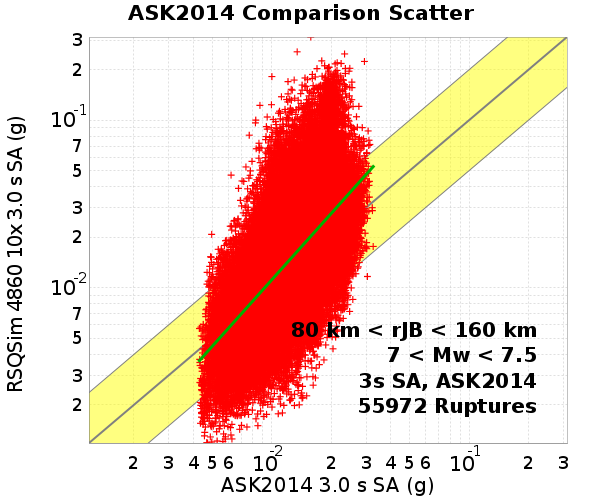 ASK2014 Comparison Scatter
RSQSim 4860 10x 3.0 s SA (g)
3
2
10-1
7
5
3
2
10-2
7
5
3
2
80 km < rJB < 160 km
7 < Mw < 7.5
3s SA, ASK2014
55972 Ruptures
2 3 4 5 6 10-2 2 3 4 5 6 10-1 2 3
ASK2014 3.0 s SA (g)